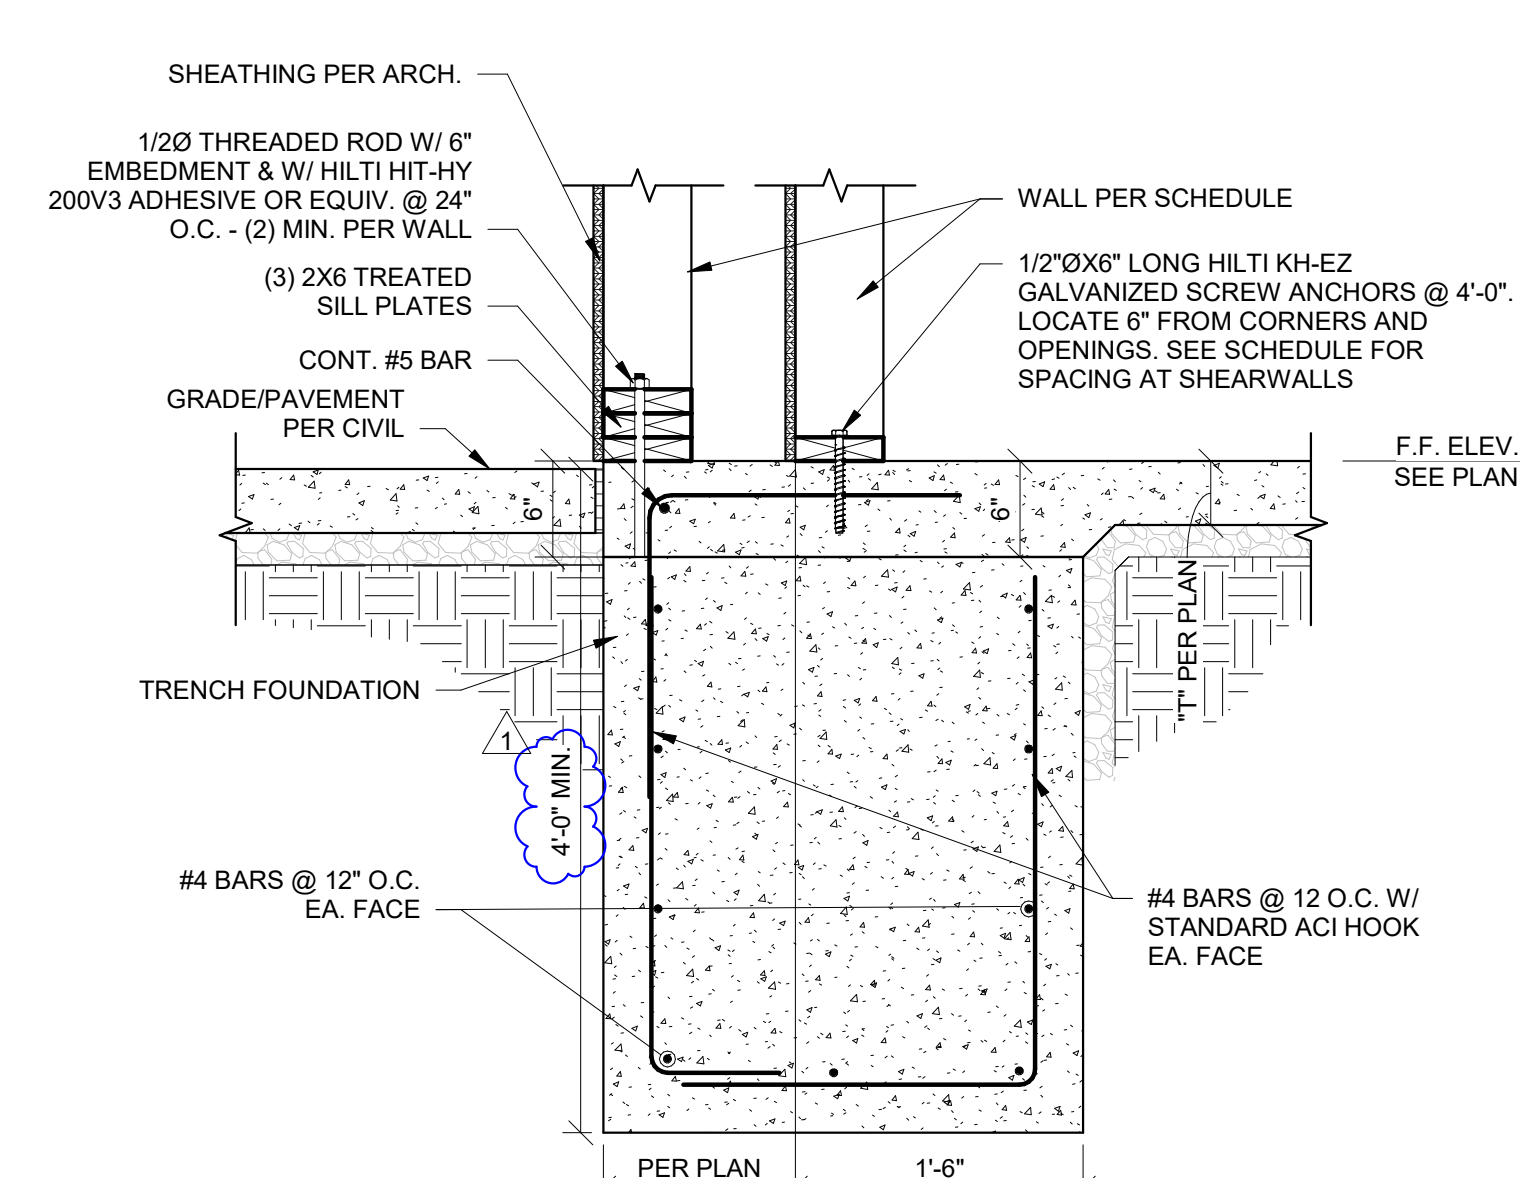 SHEATHING PER ARCH.
1/2Ø THREADED ROD W/ 6"
EMBEDMENT & W/ HILTI HIT-HY
200V3 ADHESIVE OR EQUIV. @ 24"
O.C. - (2) MIN. PER WALL
(3) 2X6 TREATED
SILL PLATES
CONT. #5 BAR
GRADE/PAVEMENT
PER CIVIL
WALL PER SCHEDULE
1/2"ØX6" LONG HILTI KH-EZ
GALVANIZED SCREW ANCHORS @ 4'-0".
LOCATE 6" FROM CORNERS AND
OPENINGS. SEE SCHEDULE FOR
SPACING AT SHEARWALLS
F.F. ELEV.
SEE PLAN
6"
6"
"T" PER PLAN
TRENCH FOUNDATION
1
4'-0" MIN.
#4 BARS @ 12" O.C.
EA. FACE
#4 BARS @ 12 O.C. W/
STANDARD ACI HOOK
EA. FACE
PER PLAN
1'-6"